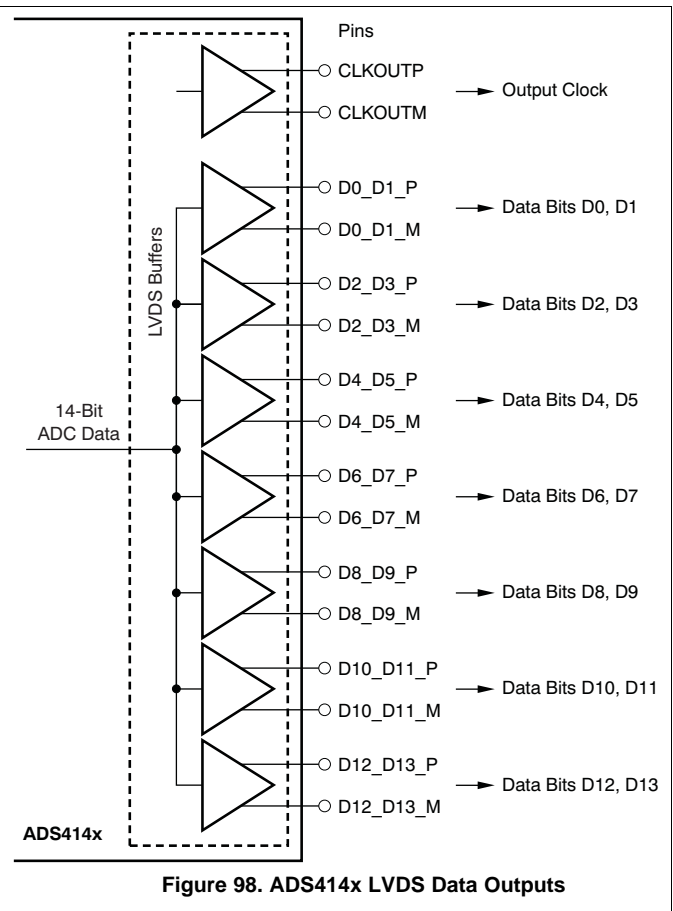 Pins
CLKOUTP
Output Clock
CLKOUTM
D0_D1_P
Data Bits D0, D1
D0_D1_M
LVDS Buffers
D2_D3_P
Data Bits D2, D3
D2_D3_M
D4_D5_P
Data Bits D4, D5
D4_D5_M
14-Bit
ADC Data
D6_D7_P
Data Bits D6, D7
D6_D7_M
D8_D9_P
Data Bits D8, D9
D8_D9_M
D10_D11_P
Data Bits D10, D11
D10_D11_M
D12_D13_P
Data Bits D12, D13
D12_D13_M
ADS414x
Figure 98. ADS414x LVDS Data Outputs